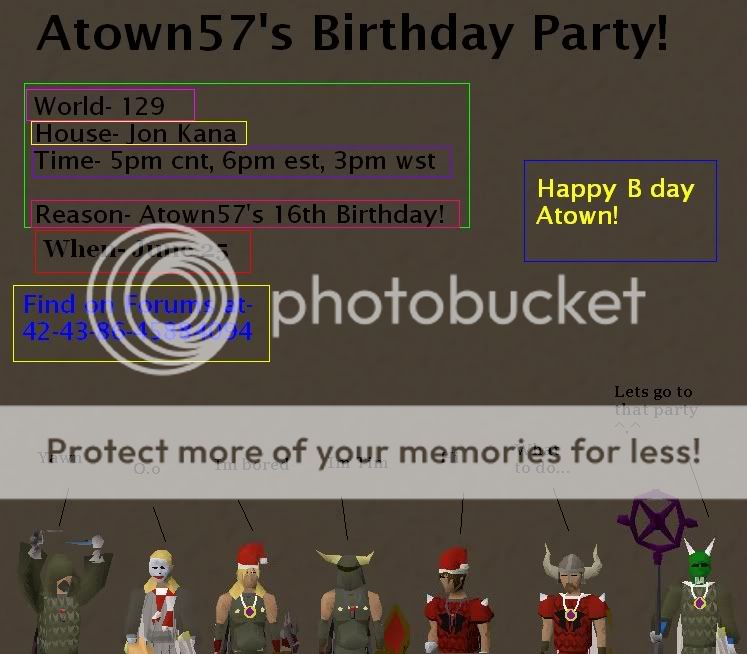 Atown57's Birthday Party!
World- 129
House- Jon Kana
Time- 5pm cnt, 6pm est, 3pm wst
Happy B day
Atown!
Reason- Atown57's 16th Birthday!
When- June 25
Find on Forums at-
photobucket
Lets go to
that party
^.^
Protect more of your memories for less!
Yawn
O.o
I'm bored
to do...